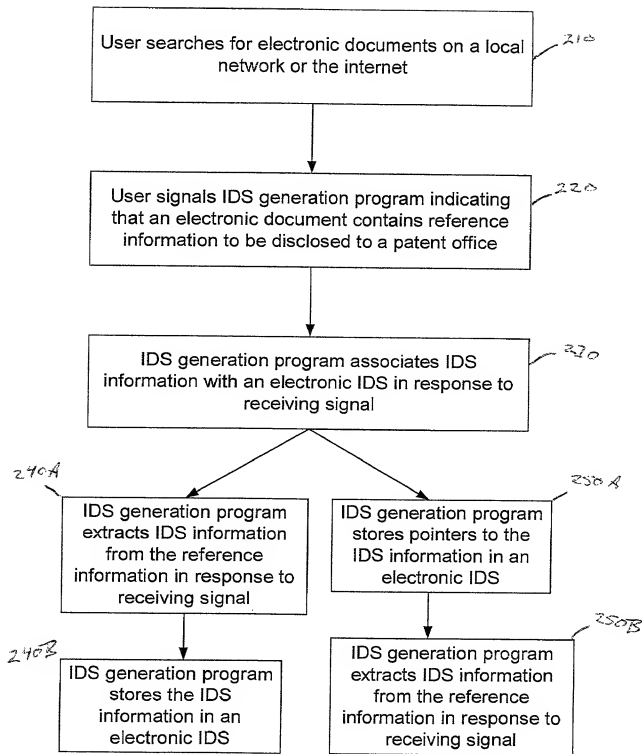 User searches for electronic documents on a local
network or the internet
210
User signals IDS generation program indicating
that an electronic document contains reference
information to be disclosed to a patent office
220
IDS generation program associates IDS
information with an electronic IDS in response to
receiving signal
230
240A
IDS generation program
extracts IDS information
from the reference
information in response to
receiving signal
250A
IDS generation program
stores pointers to the
IDS information in an
electronic IDS
240B
IDS generation program
stores the IDS
information in an
electronic IDS
250B
IDS generation program
extracts IDS information
from the reference
information in response to
receiving signal